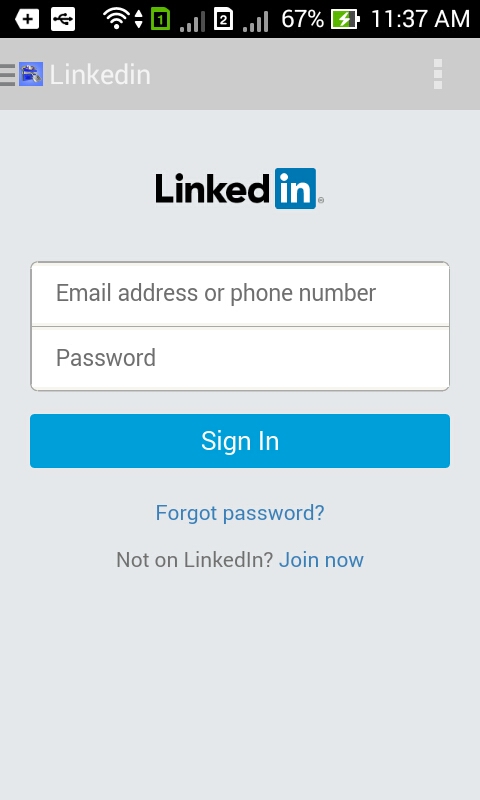 1 2 67% 11:37 AM
Linkedin
Linked in ®
Email address or phone number
Password
Sign In
Forgot password?
Not on LinkedIn? Join now